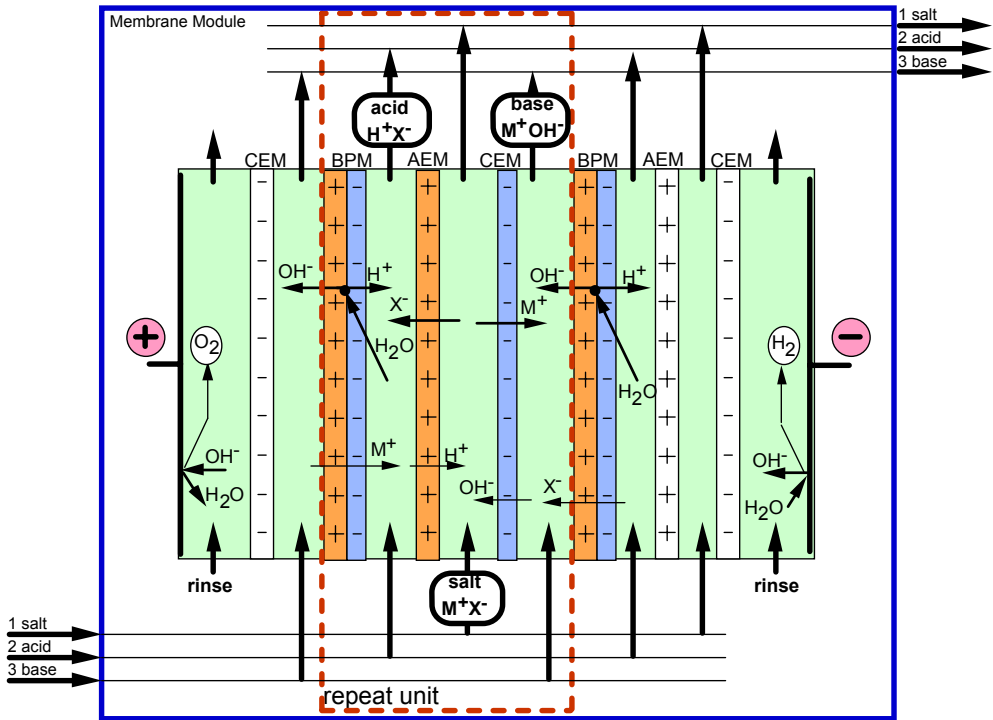 Membrane Module
1 salt
2 acid
3 base
acid
H⁺X⁻
base
M⁺OH⁻
CEM
BPM
AEM
CEM
BPM
AEM
CEM
OH⁻
H⁺
OH⁻
H⁺
X⁻
M⁺
H₂O
H₂O
+
O₂
H₂
−
M⁺
H⁺
OH⁻
X⁻
OH⁻
H₂O
OH⁻
H₂O
rinse
salt
M⁺X⁻
rinse
1 salt
2 acid
3 base
repeat unit